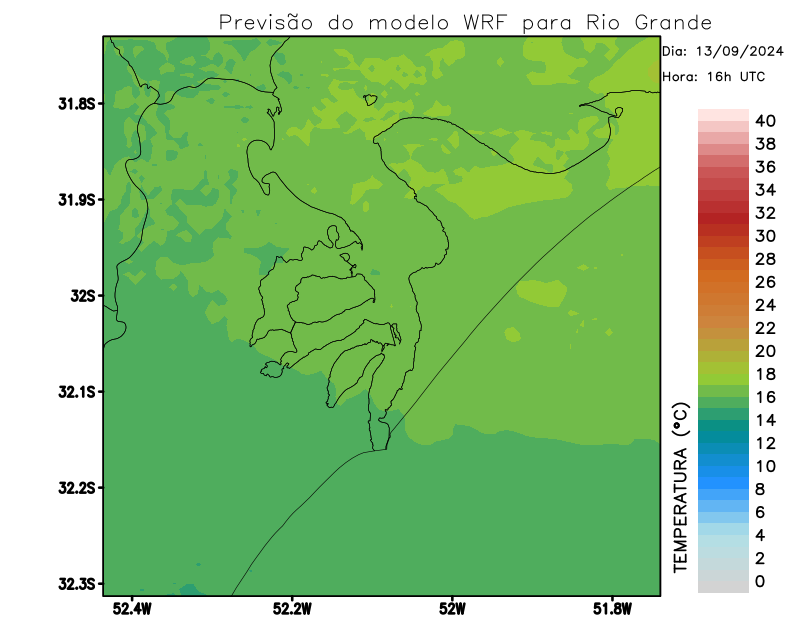 Previsão do modelo WRF para Rio Grande
Dia: 13/09/2024
Hora: 16h UTC
31.8S
31.9S
32S
32.1S
32.2S
32.3S
52.4W
52.2W
52W
51.8W
TEMPERATURA (°C)
40
38
36
34
32
30
28
26
24
22
20
18
16
14
12
10
8
6
4
2
0